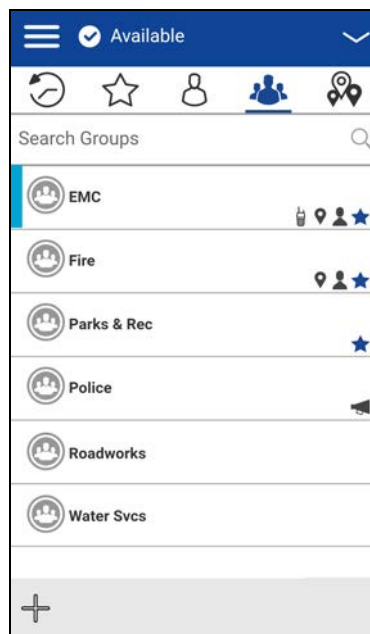 Available
Search Groups
EMC
Fire
Parks & Rec
Police
Roadworks
Water Svcs